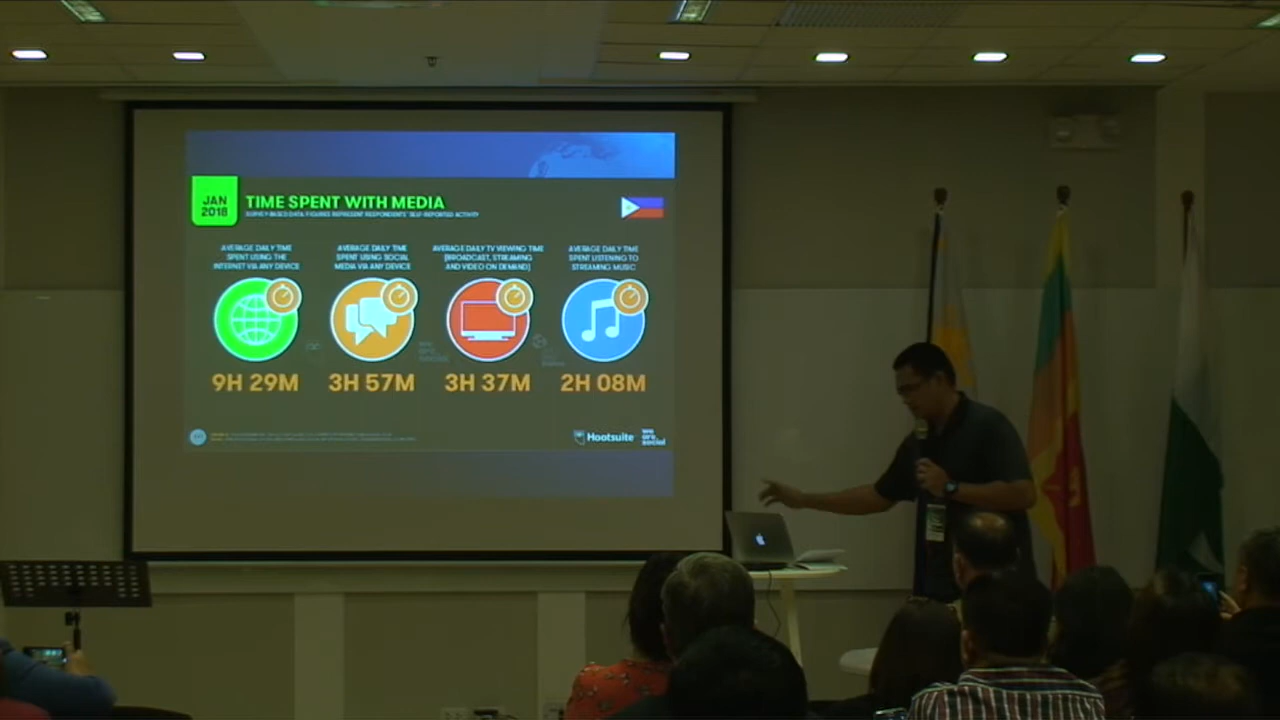 JAN
2018
TIME SPENT WITH MEDIA
SURVEY-BASED DATA: FIGURES REPRESENT RESPONDENTS' SELF-REPORTED ACTIVITY
AVERAGE DAILY TIME
SPENT USING THE
INTERNET VIA ANY DEVICE
AVERAGE DAILY TIME
SPENT USING SOCIAL
MEDIA VIA ANY DEVICE
AVERAGE DAILY TV VIEWING TIME
(BROADCAST, STREAMING
AND VIDEO ON DEMAND)
AVERAGE DAILY TIME
SPENT LISTENING TO
STREAMING MUSIC
9H 29M
3H 57M
3H 37M
2H 08M
Hootsuite
we
are
social